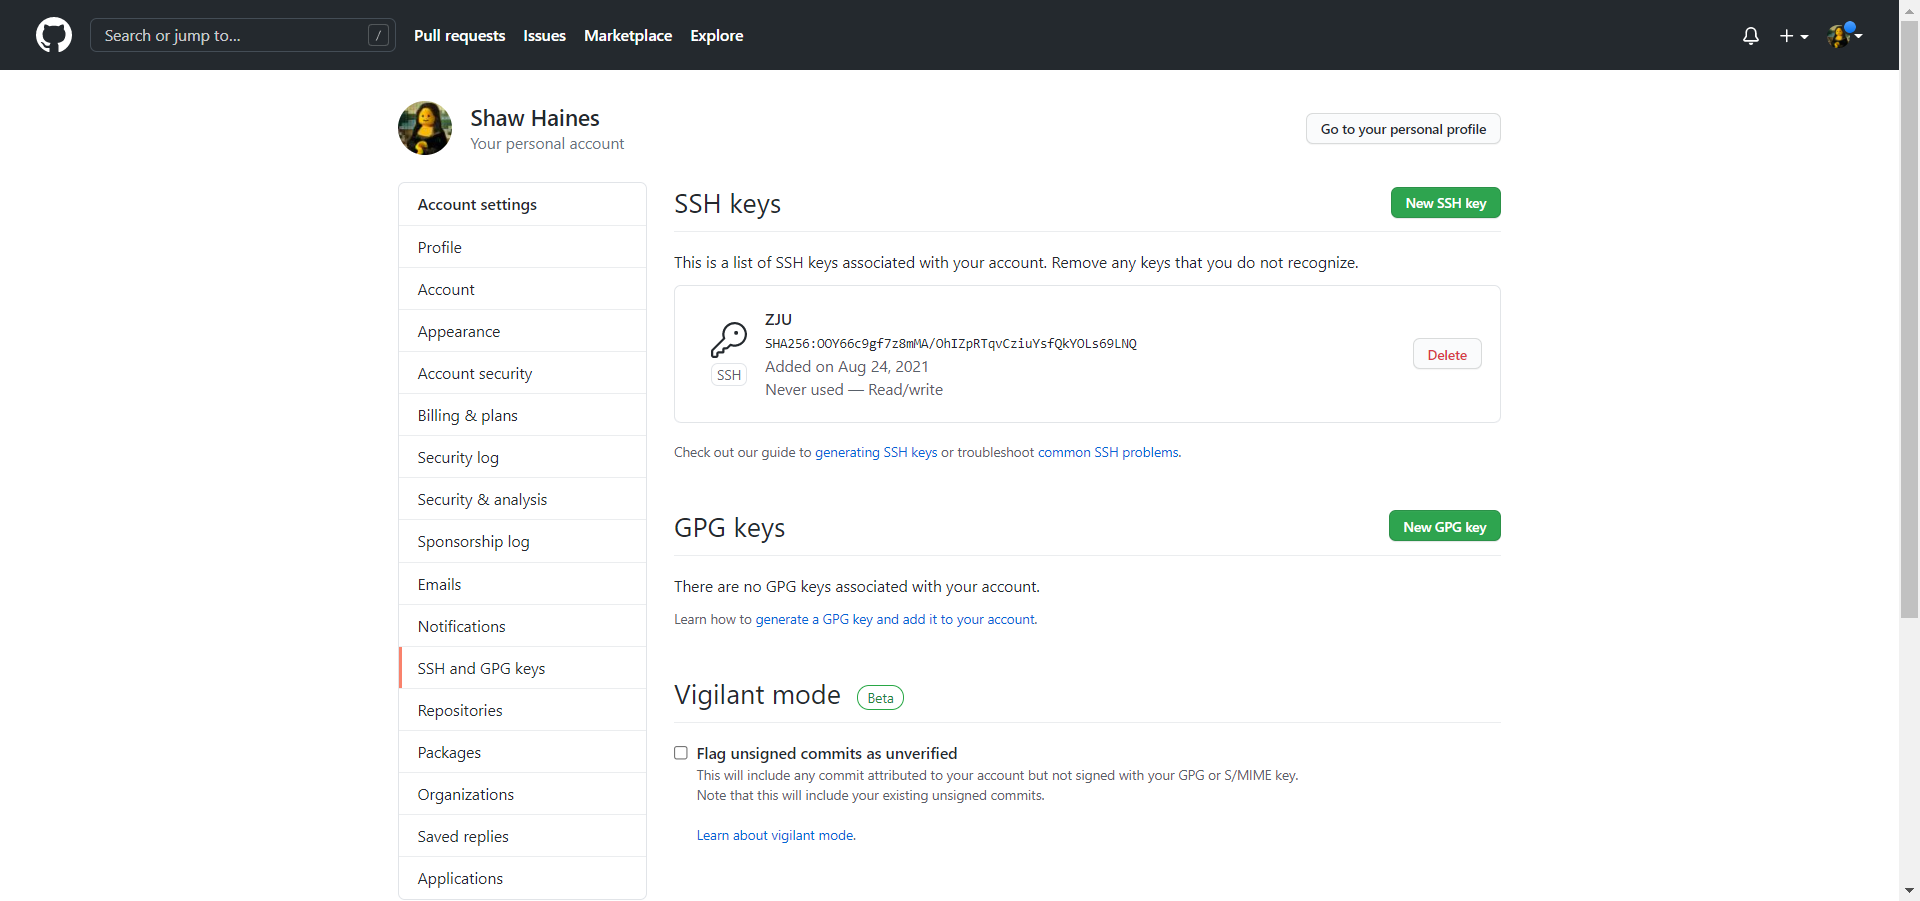 Search or jump to...
/
Pull requests
Issues
Marketplace
Explore
Shaw Haines
Your personal account
Go to your personal profile
Account settings
Profile
Account
Appearance
Account security
Billing & plans
Security log
Security & analysis
Sponsorship log
Emails
Notifications
SSH and GPG keys
Repositories
Packages
Organizations
Saved replies
Applications
SSH keys
New SSH key
This is a list of SSH keys associated with your account. Remove any keys that you do not recognize.
SSH
ZJU
SHA256:OOY66c9gf7z8mMA/OhIZpRTqvCziuYsfQkYOLs69LNQ
Added on Aug 24, 2021
Never used — Read/write
Delete
Check out our guide to generating SSH keys or troubleshoot common SSH problems.
GPG keys
New GPG key
There are no GPG keys associated with your account.
Learn how to generate a GPG key and add it to your account.
Vigilant mode
Beta
Flag unsigned commits as unverified
This will include any commit attributed to your account but not signed with your GPG or S/MIME key.
Note that this will include your existing unsigned commits.
Learn about vigilant mode.